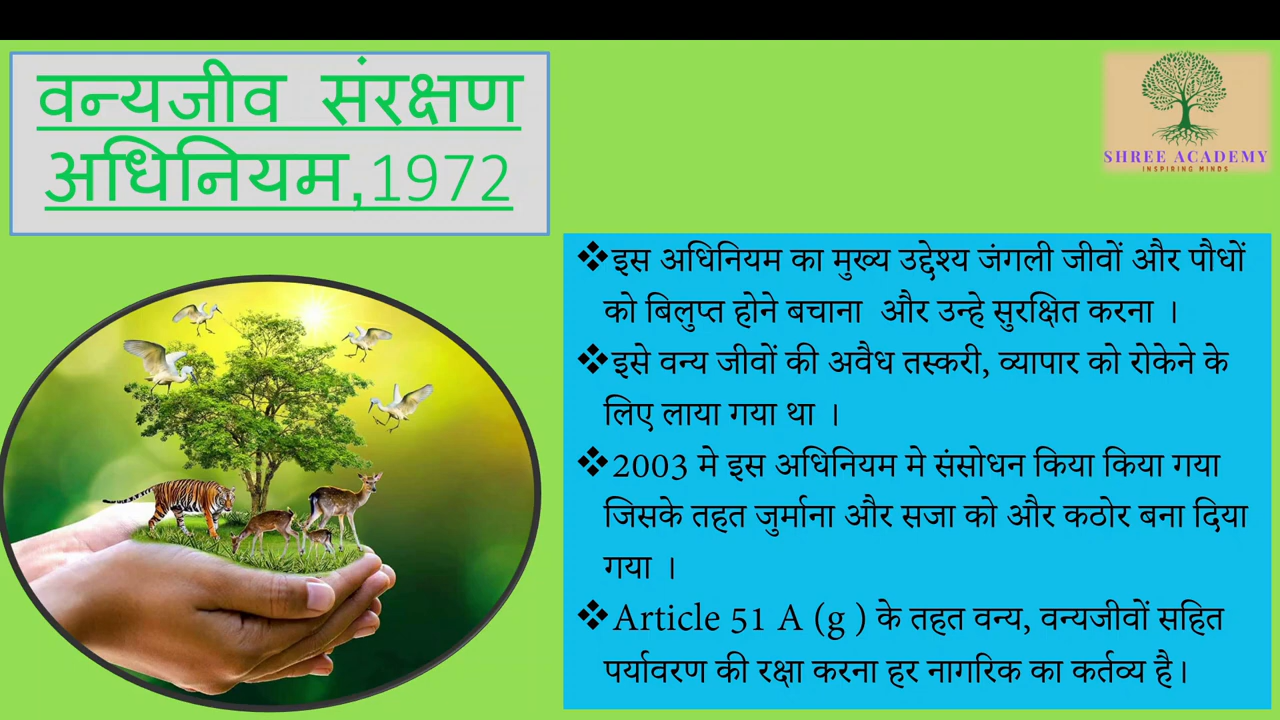 वन्यजीव संरक्षण
अधिनियम,1972
SHREE ACADEMY
INSPIRING MINDS
❖इस अधिनियम का मुख्य उद्देश्य जंगली जीवों और पौधों
को बिलुप्त होने बचाना और उन्हे सुरक्षित करना ।
❖इसे वन्य जीवों की अवैध तस्करी, व्यापार को रोकेने के
लिए लाया गया था ।
❖2003 मे इस अधिनियम मे संसोधन किया किया गया
जिसके तहत जुर्माना और सजा को और कठोर बना दिया
गया ।
❖Article 51 A (g ) के तहत वन्य, वन्यजीवों सहित
पर्यावरण की रक्षा करना हर नागरिक का कर्तव्य है।